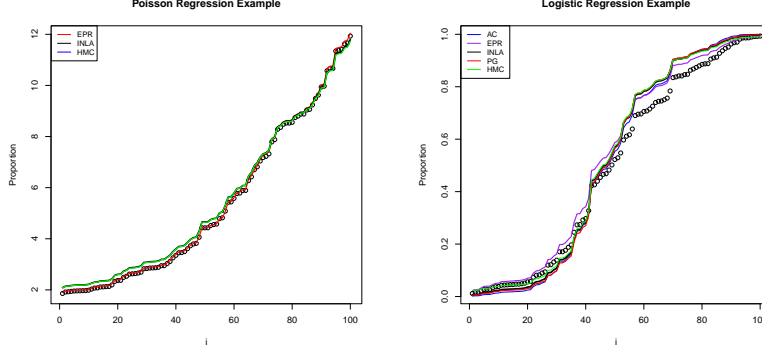 Poisson Regression Example
EPR
INLA
HMC
Proportion
12
10
8
6
4
2
0 20 40 60 80 100
i
Logistic Regression Example
AC
EPR
INLA
PG
HMC
Proportion
1.0
0.8
0.6
0.4
0.2
0.0
0 20 40 60 80 100
i